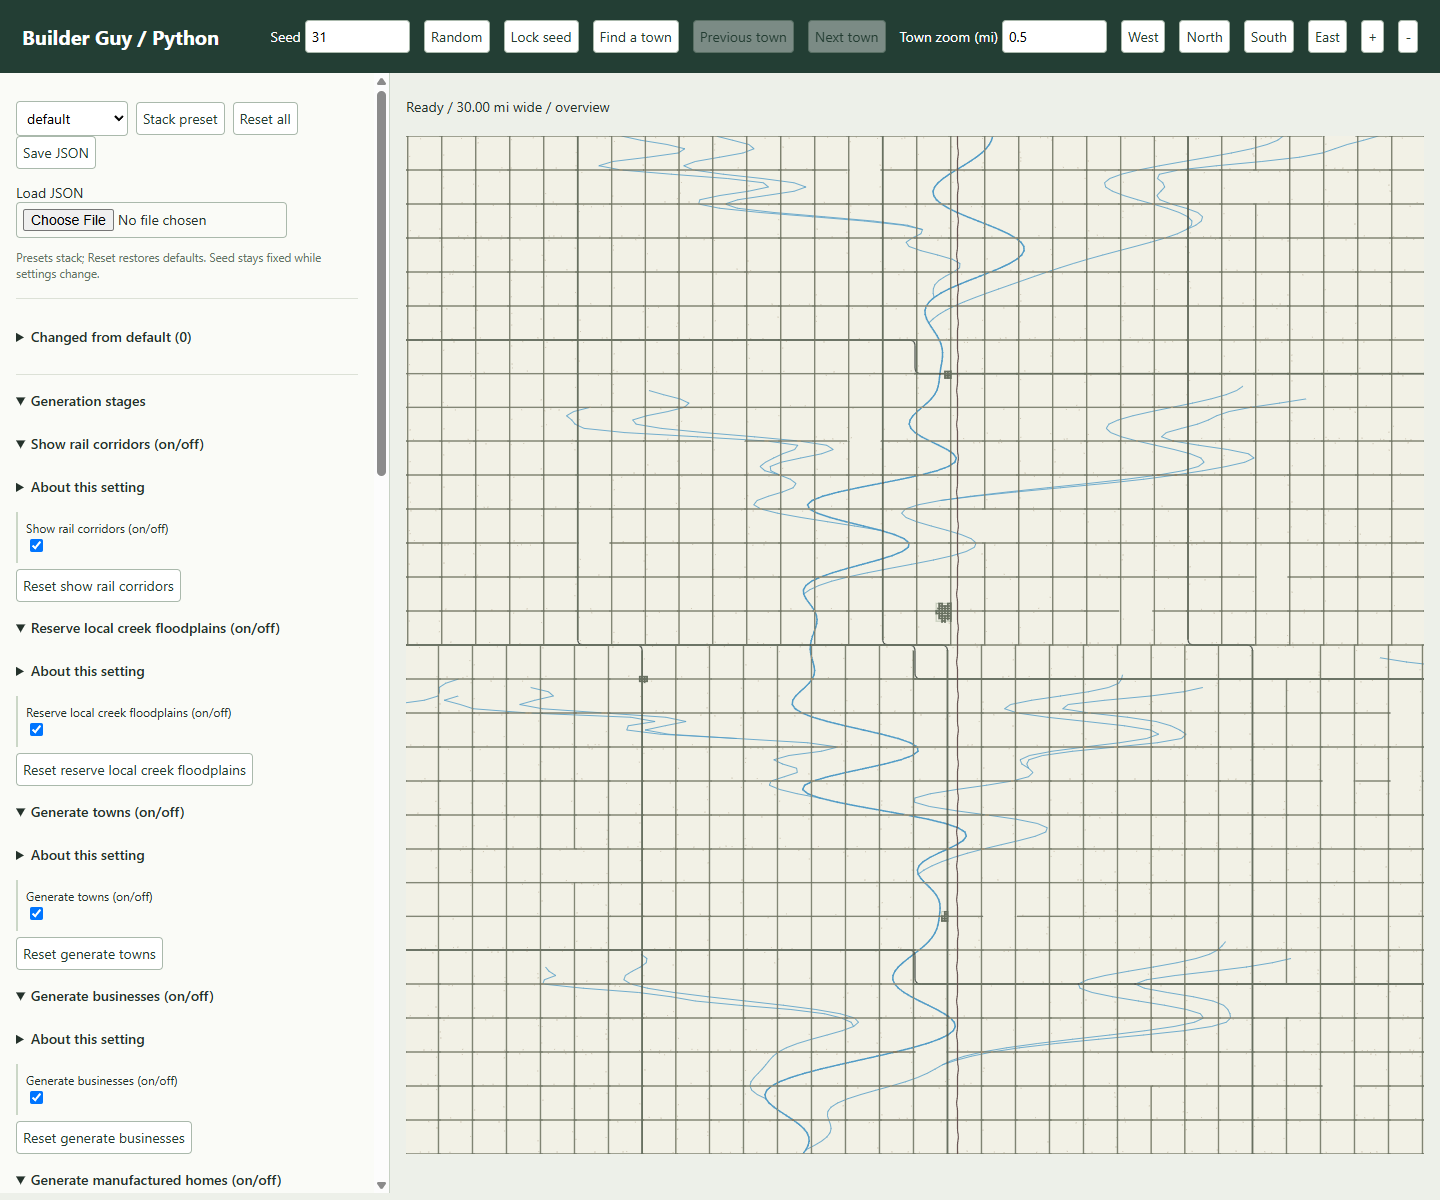 Builder Guy / Python
Seed 31 Random Lock seed Find a town Previous town Next town Town zoom (mi) 0.5 West North South East + -
default Stack preset Reset all
Save JSON
Load JSON
Choose File No file chosen
Presets stack; Reset restores defaults. Seed stays fixed while
settings change.
Changed from default (0)
Generation stages
Show rail corridors (on/off)
About this setting
Show rail corridors (on/off)
Reset show rail corridors
Reserve local creek floodplains (on/off)
About this setting
Reserve local creek floodplains (on/off)
Reset reserve local creek floodplains
Generate towns (on/off)
About this setting
Generate towns (on/off)
Reset generate towns
Generate businesses (on/off)
About this setting
Generate businesses (on/off)
Reset generate businesses
Generate manufactured homes (on/off)
Ready / 30.00 mi wide / overview